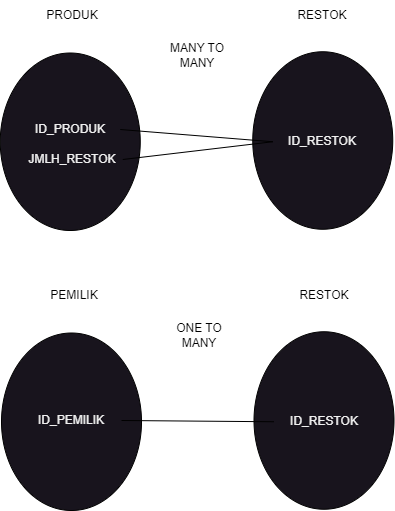 PRODUK
RESTOK
MANY TO
MANY
ID_PRODUK
JMLH_RESTOK
ID_RESTOK
PEMILIK
RESTOK
ONE TO
MANY
ID_PEMILIK
ID_RESTOK